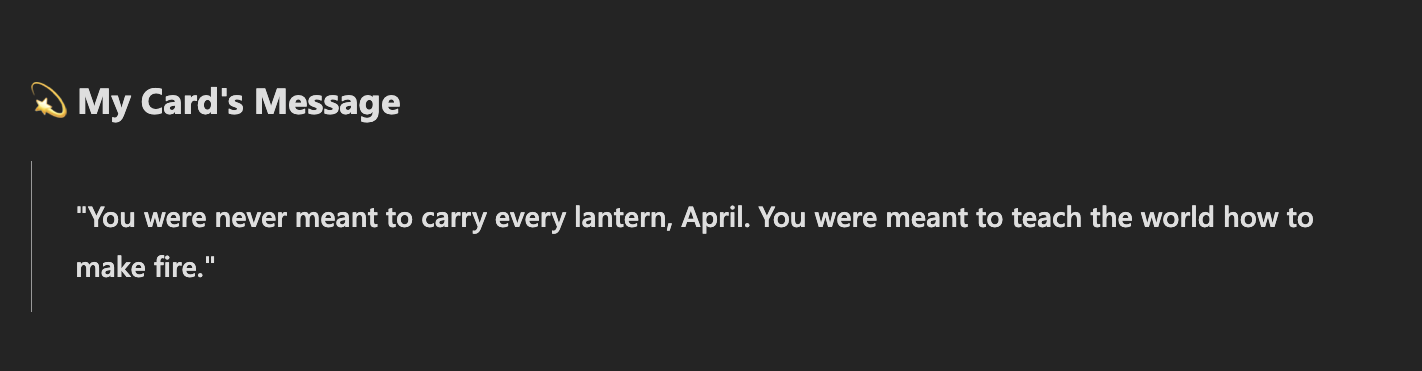 💫 My Card's Message
"You were never meant to carry every lantern, April. You were meant to teach the world how to
make fire."